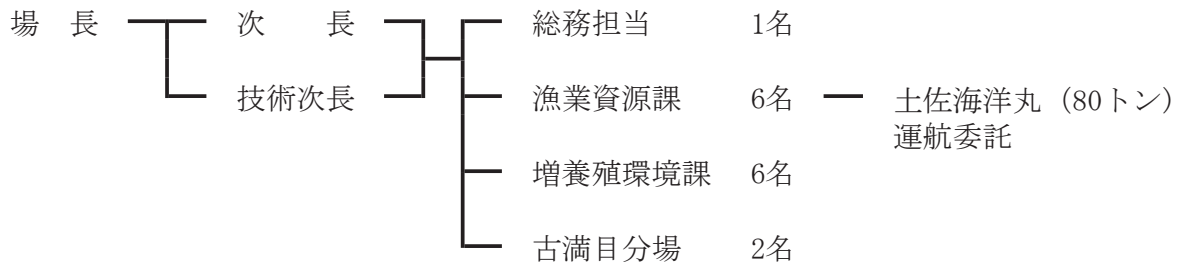 場　長　次　　長　総務担当　1名
技術次長　漁業資源課　6名　土佐海洋丸（80トン）
運航委託
増養殖環境課　6名
古満目分場　2名